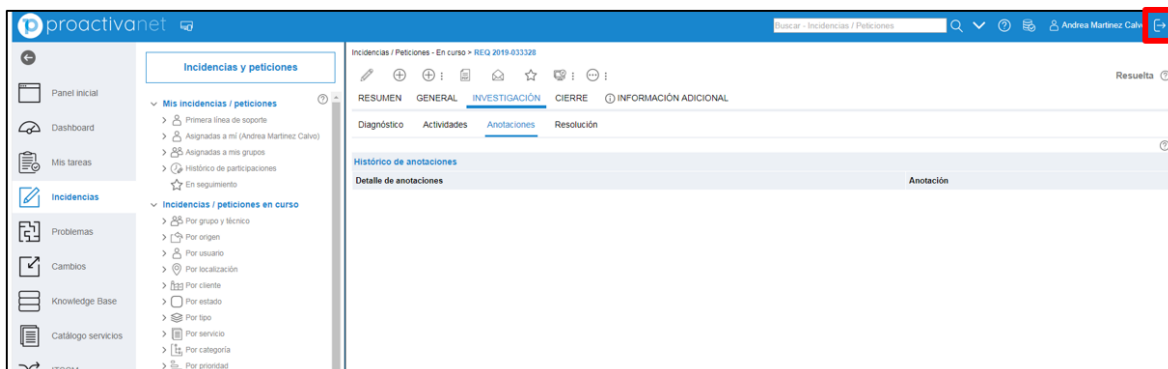 proactivanet
Buscar - Incidencias / Peticiones
Andrea Martinez Calv
Panel inicial
Dashboard
Mis tareas
Incidencias
Problemas
Cambios
Knowledge Base
Catálogo servicios
Incidencias y peticiones
Mis incidencias / peticiones
Primera línea de soporte
Asignadas a mí (Andrea Martinez Calvo)
Asignadas a mis grupos
Histórico de participaciones
En seguimiento
Incidencias / peticiones en curso
Por grupo y técnico
Por origen
Por usuario
Por localización
Por cliente
Por estado
Por tipo
Por servicio
Por categoría
Por prioridad
Incidencias / Peticiones - En curso > REQ 2019-033328
Resuelta
RESUMEN GENERAL INVESTIGACIÓN CIERRE INFORMACIÓN ADICIONAL
Diagnóstico Actividades Anotaciones Resolución
Histórico de anotaciones
Detalle de anotaciones Anotación